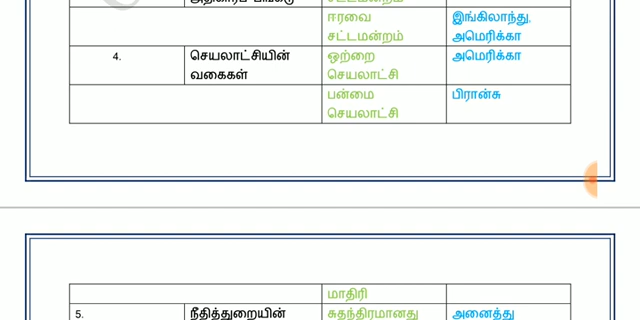 ஈரவை இங்கிலாந்து,
சட்டமன்றம் அமெரிக்கா
4. செயலாட்சியின் ஒற்றை அமெரிக்கா
வகைகள் செயலாட்சி
பன்மை பிரான்சு
செயலாட்சி
மாதிரி
5. நீதித்துறையின் சுதந்திரமானது அனைத்து